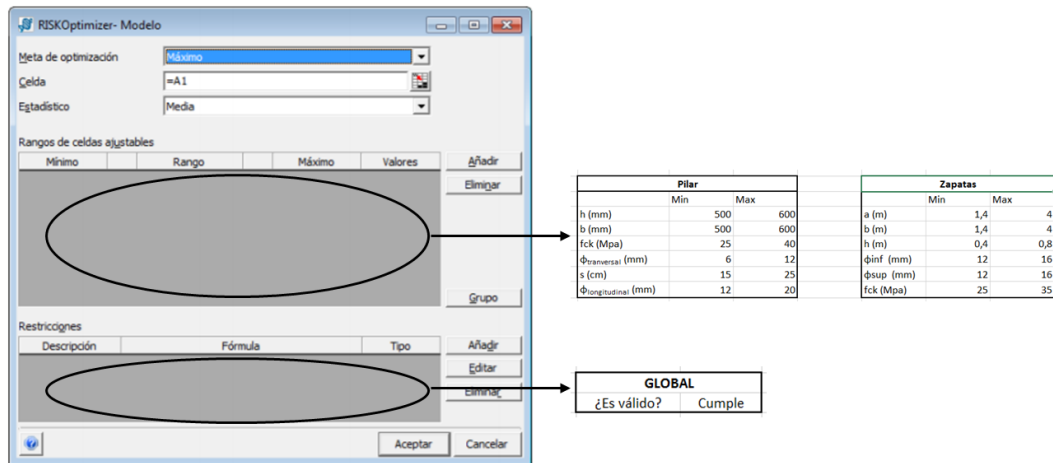 RISKOptimizer- Modelo
Meta de optimización Máximo
Celda =A1
Estadístico Media
Rangos de celdas ajustables
Mínimo Rango Máximo Valores Añadir
Eliminar
Grupo
Restricciones
Descripción Fórmula Tipo Añadir
Editar
Eliminar
Aceptar Cancelar
Pilar
Min Max
h (mm) 500 600
b (mm) 500 600
fck (Mpa) 25 40
ϕtranversal (mm) 6 12
s (cm) 15 25
ϕlongitudinal (mm) 12 20
Zapatas
Min Max
a (m) 1,4 4
b (m) 1,4 4
h (m) 0,4 0,8
ϕinf (mm) 12 16
ϕsup (mm) 12 16
fck (Mpa) 25 35
GLOBAL
¿Es válido? Cumple